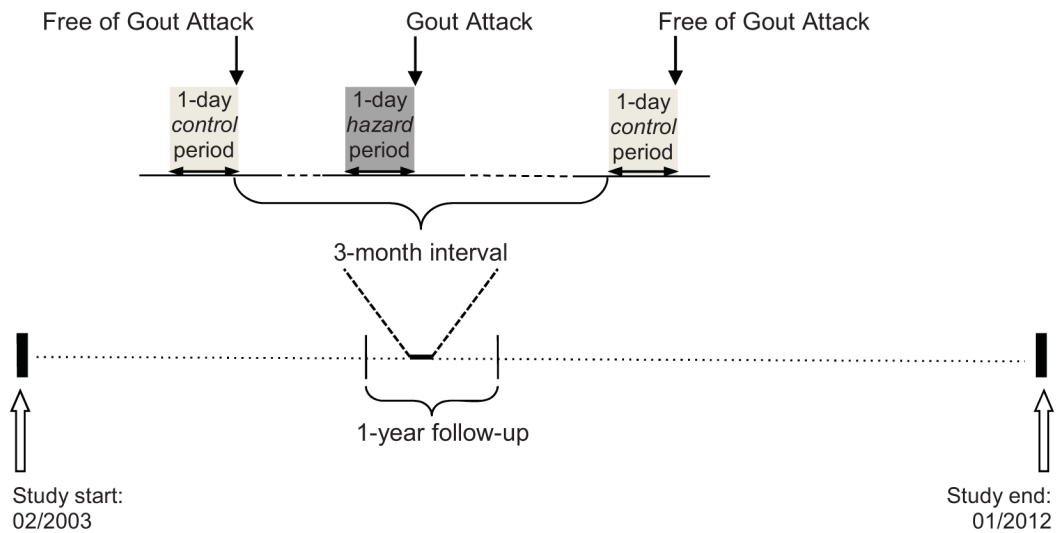 Free of Gout Attack
Gout Attack
Free of Gout Attack
1-day
control
period
1-day
hazard
period
1-day
control
period
3-month interval
1-year follow-up
Study start:
02/2003
Study end:
01/2012